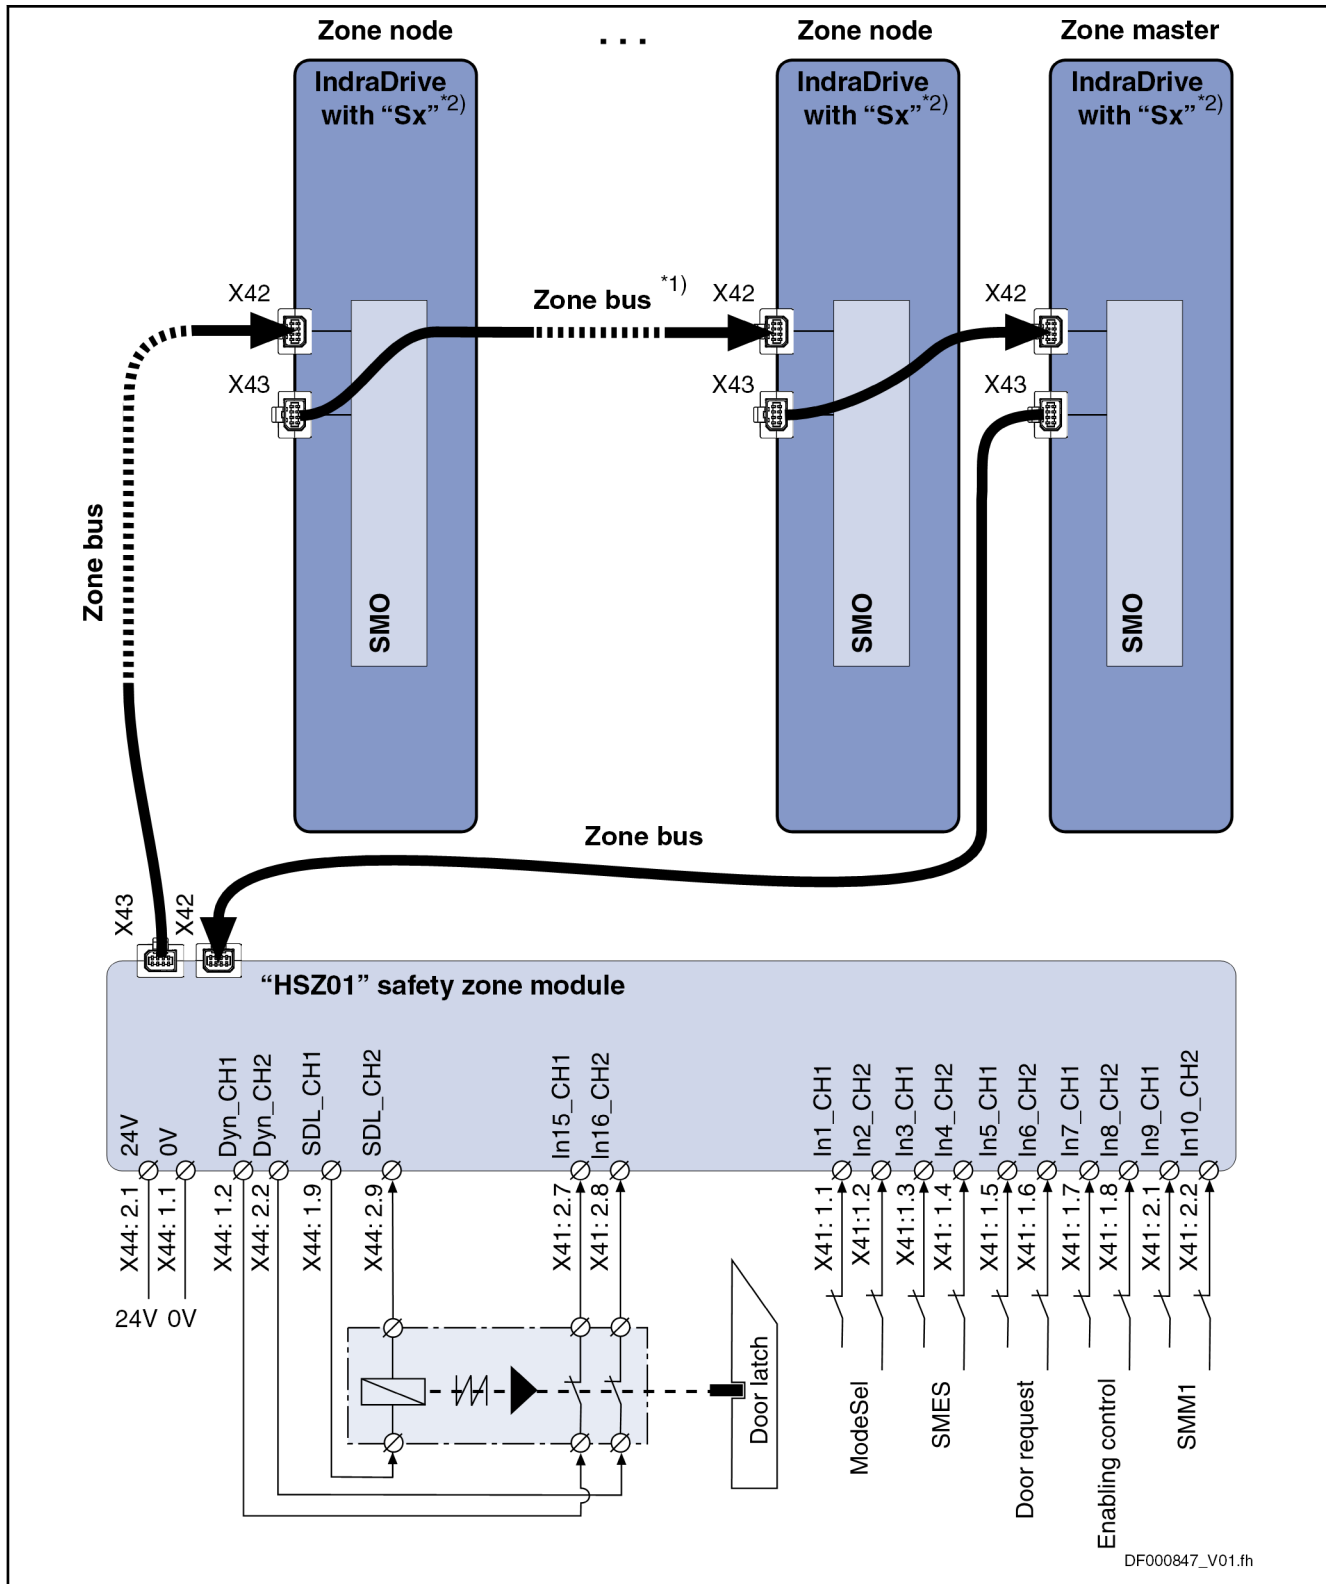 Zone node
. . .
Zone node
Zone master
IndraDrive
with “Sx”*2)
IndraDrive
with “Sx”*2)
IndraDrive
with “Sx”*2)
X42
Zone bus *1)
X42
X42
X43
X43
X43
Zone bus
SMO
SMO
SMO
Zone bus
X43
X42
“HSZ01” safety zone module
24V
0V
Dyn_CH1
Dyn_CH2
SDL_CH1
SDL_CH2
In15_CH1
In16_CH2
In1_CH1
In2_CH2
In3_CH1
In4_CH2
In5_CH1
In6_CH2
In7_CH1
In8_CH2
In9_CH1
In10_CH2
X44: 2.1
X44: 1.1
X44: 1.2
X44: 2.2
X44: 1.9
X44: 2.9
X41: 2.7
X41: 2.8
X41: 1.1
X41:1.2
X41:1.3
X41: 1.4
X41: 1.5
X41: 1.6
X41: 1.7
X41: 1.8
X41: 2.1
X41: 2.2
24V 0V
Door latch
ModeSel
SMES
Door request
Enabling control
SMM1
DF000847_V01.fh